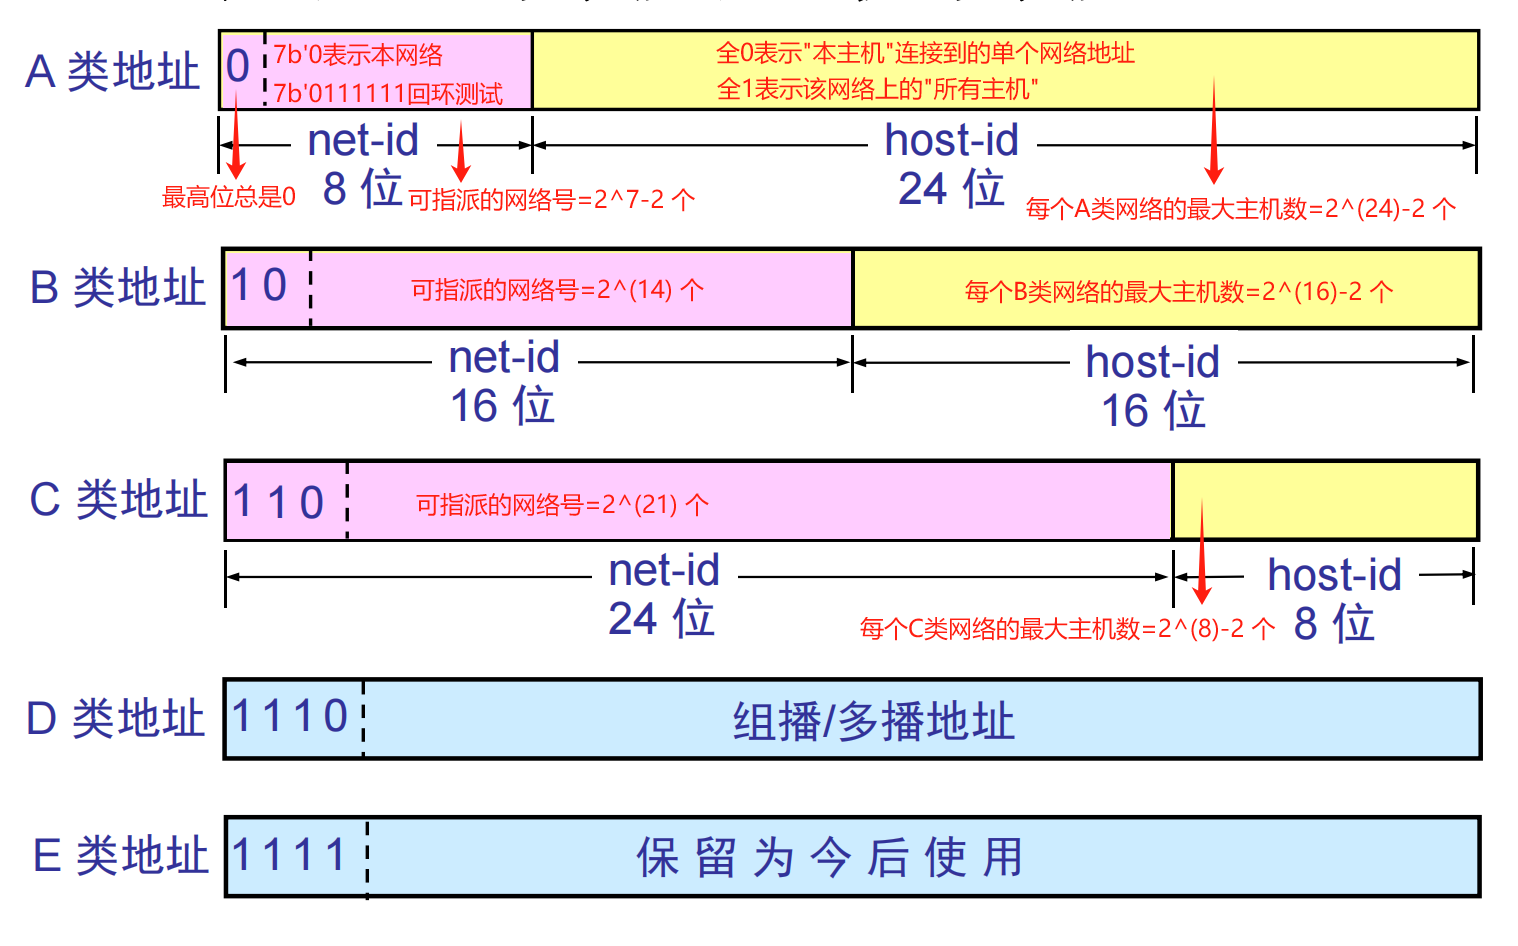 A 类地址
0
7b'0表示本网络
7b'0111111回环测试
全0表示"本主机"连接到的单个网络地址
全1表示该网络上的"所有主机"
net-id
8 位
host-id
24 位
最高位总是0
可指派的网络号=2^7-2 个
每个A类网络的最大主机数=2^(24)-2 个
B 类地址
1 0
可指派的网络号=2^(14) 个
每个B类网络的最大主机数=2^(16)-2 个
net-id
16 位
host-id
16 位
C 类地址
1 1 0
可指派的网络号=2^(21) 个
net-id
24 位
host-id
8 位
每个C类网络的最大主机数=2^(8)-2 个
D 类地址
1 1 1 0
组播/多播地址
E 类地址
1 1 1 1
保 留 为 今 后 使 用